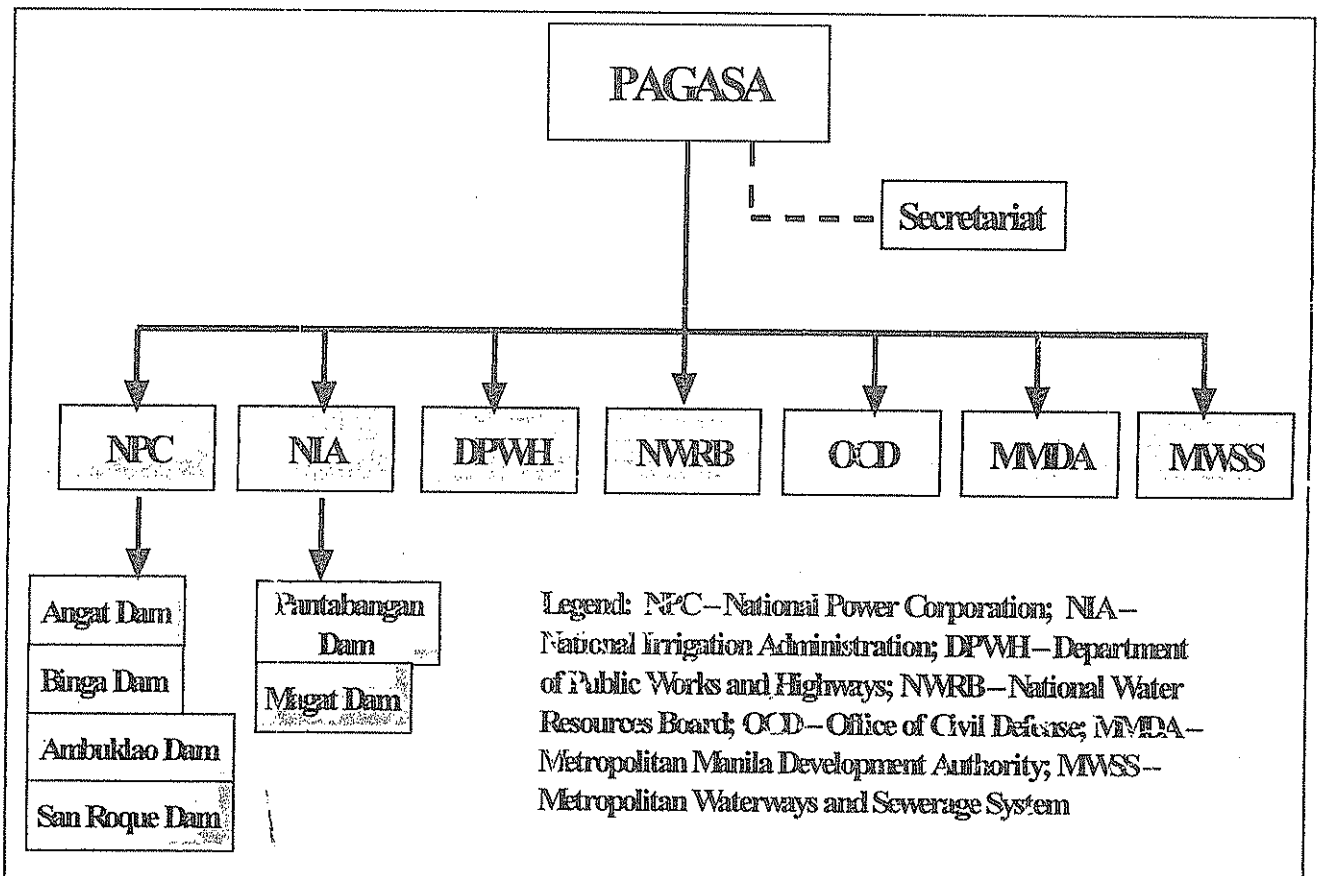 PAGASA
Secretariat
NPC
NIA
DPWH
NWRB
OCD
MMDA
MWSS
Angat Dam
Binga Dam
Ambuklao Dam
San Roque Dam
Pantabangan
Dam
Magat Dam
Legend: NPC – National Power Corporation; NIA –
National Irrigation Administration; DPWH – Department
of Public Works and Highways; NWRB – National Water
Resources Board; OCD – Office of Civil Defense; MMDA –
Metropolitan Manila Development Authority; MWSS –
Metropolitan Waterways and Sewerage System